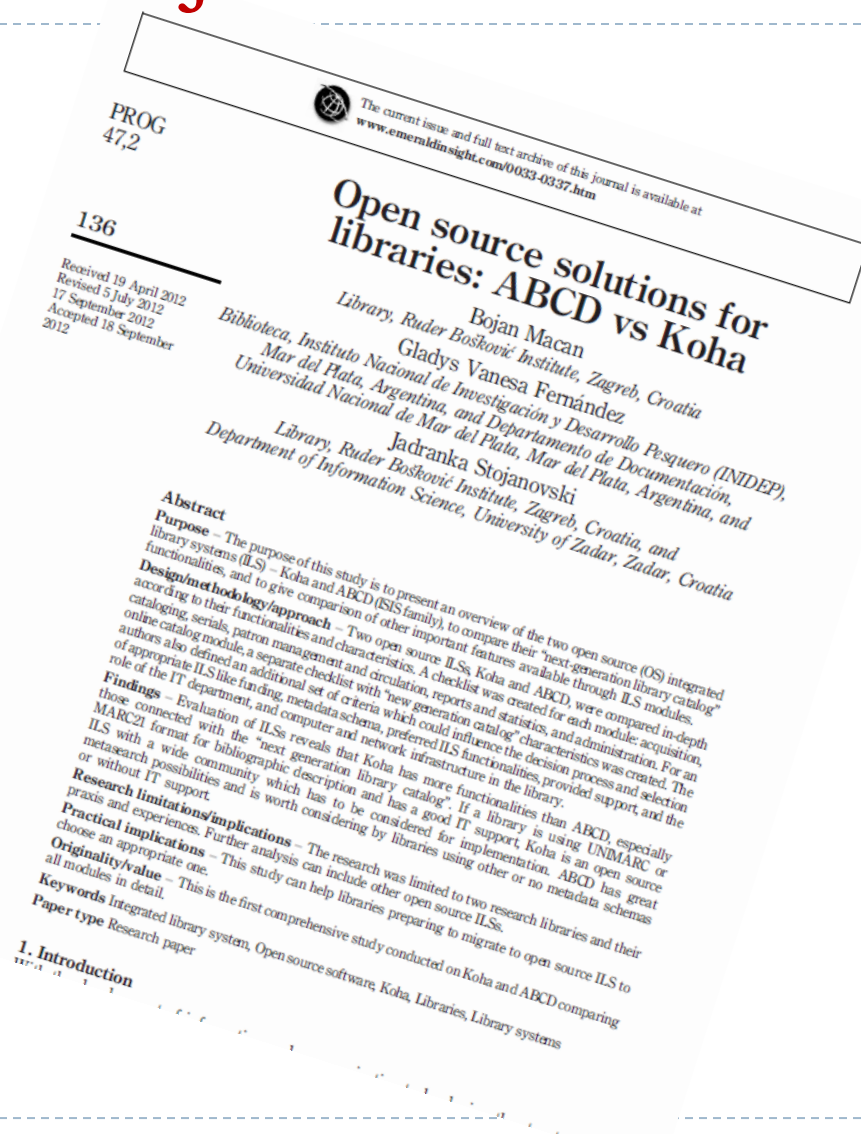 The current issue and full text archive of this journal is available at
www.emeraldinsight.com/0033-0337.htm
PROG
47,2
136
Received 19 April 2012
Revised 5 July 2012
17 September 2012
Accepted 18 September
2012
Open source solutions for
libraries: ABCD vs Koha
Bojan Macan
Library, Ruder Bošković Institute, Zagreb, Croatia
Gladys Vanesa Fernández
Biblioteca, Instituto Nacional de Investigación y Desarrollo Pesquero (INIDEP),
Mar del Plata, Argentina, and Departamento de Documentación,
Universidad Nacional de Mar del Plata, Mar del Plata, Argentina, and
Jadranka Stojanovski
Library, Ruder Bošković Institute, Zagreb, Croatia, and
Department of Information Science, University of Zadar, Zadar, Croatia
Abstract
Purpose – The purpose of this study is to present an overview of the two open source (OS) integrated
library systems (ILS) – Koha and ABCD (ISIS family), to compare their "next-generation library catalog"
functionalities, and to give comparison of other important features available through ILS modules.
Design/methodology/approach – Two open source ILSs, Koha and ABCD, were compared in-depth
according to their functionalities and characteristics. A checklist was created for each module: acquisition,
cataloging, serials, patron management and circulation, reports and statistics, and administration. For an
online catalog module, a separate checklist with "new generation catalog" characteristics was created. The
authors also defined an additional set of criteria which could influence the decision process and selection
of appropriate ILS like funding, metadata schema, preferred ILS functionalities, provided support, and the
role of the IT department, and computer and network infrastructure in the library.
Findings – Evaluation of ILSs reveals that Koha has more functionalities than ABCD, especially
those connected with the "next generation library catalog". If a library is using UNIMARC or
MARC21 format for bibliographic description and has a good IT support, Koha is an open source
ILS with a wide community which has to be considered for implementation. ABCD has great
metasearch possibilities and is worth considering by libraries using other or no metadata schemas
or without IT support.
Research limitations/implications – The research was limited to two research libraries and their
praxis and experiences. Further analysis can include other open source ILSs.
Practical implications – This study can help libraries preparing to migrate to open source ILS to
choose an appropriate one.
Originality/value – This is the first comprehensive study conducted on Koha and ABCD comparing
all modules in detail.
Keywords Integrated library system, Open source software, Koha, Libraries, Library systems
Paper type Research paper
1. Introduction